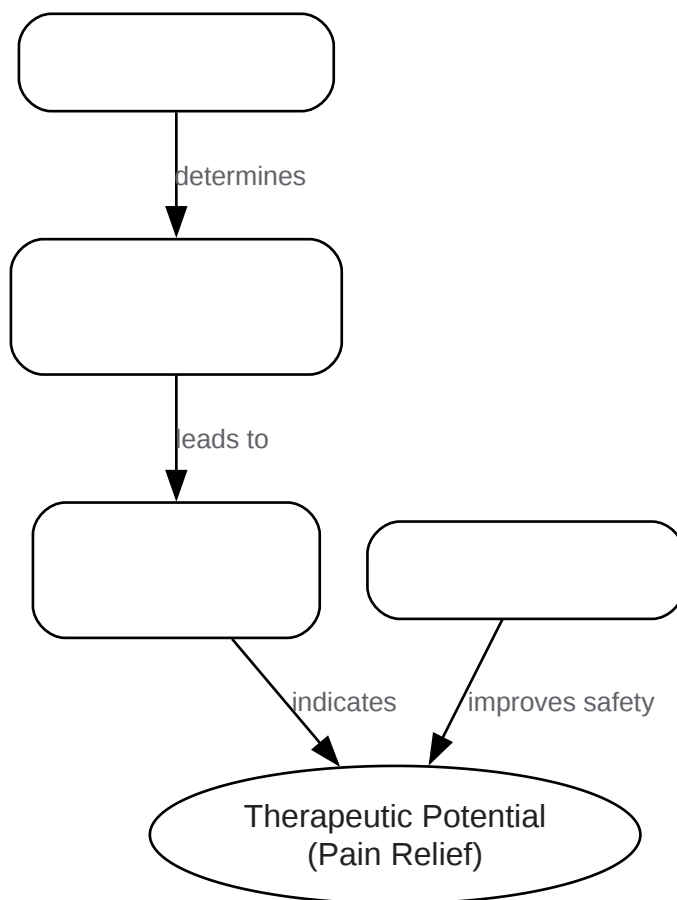 determines
leads to
indicates
improves safety
Therapeutic Potential
(Pain Relief)